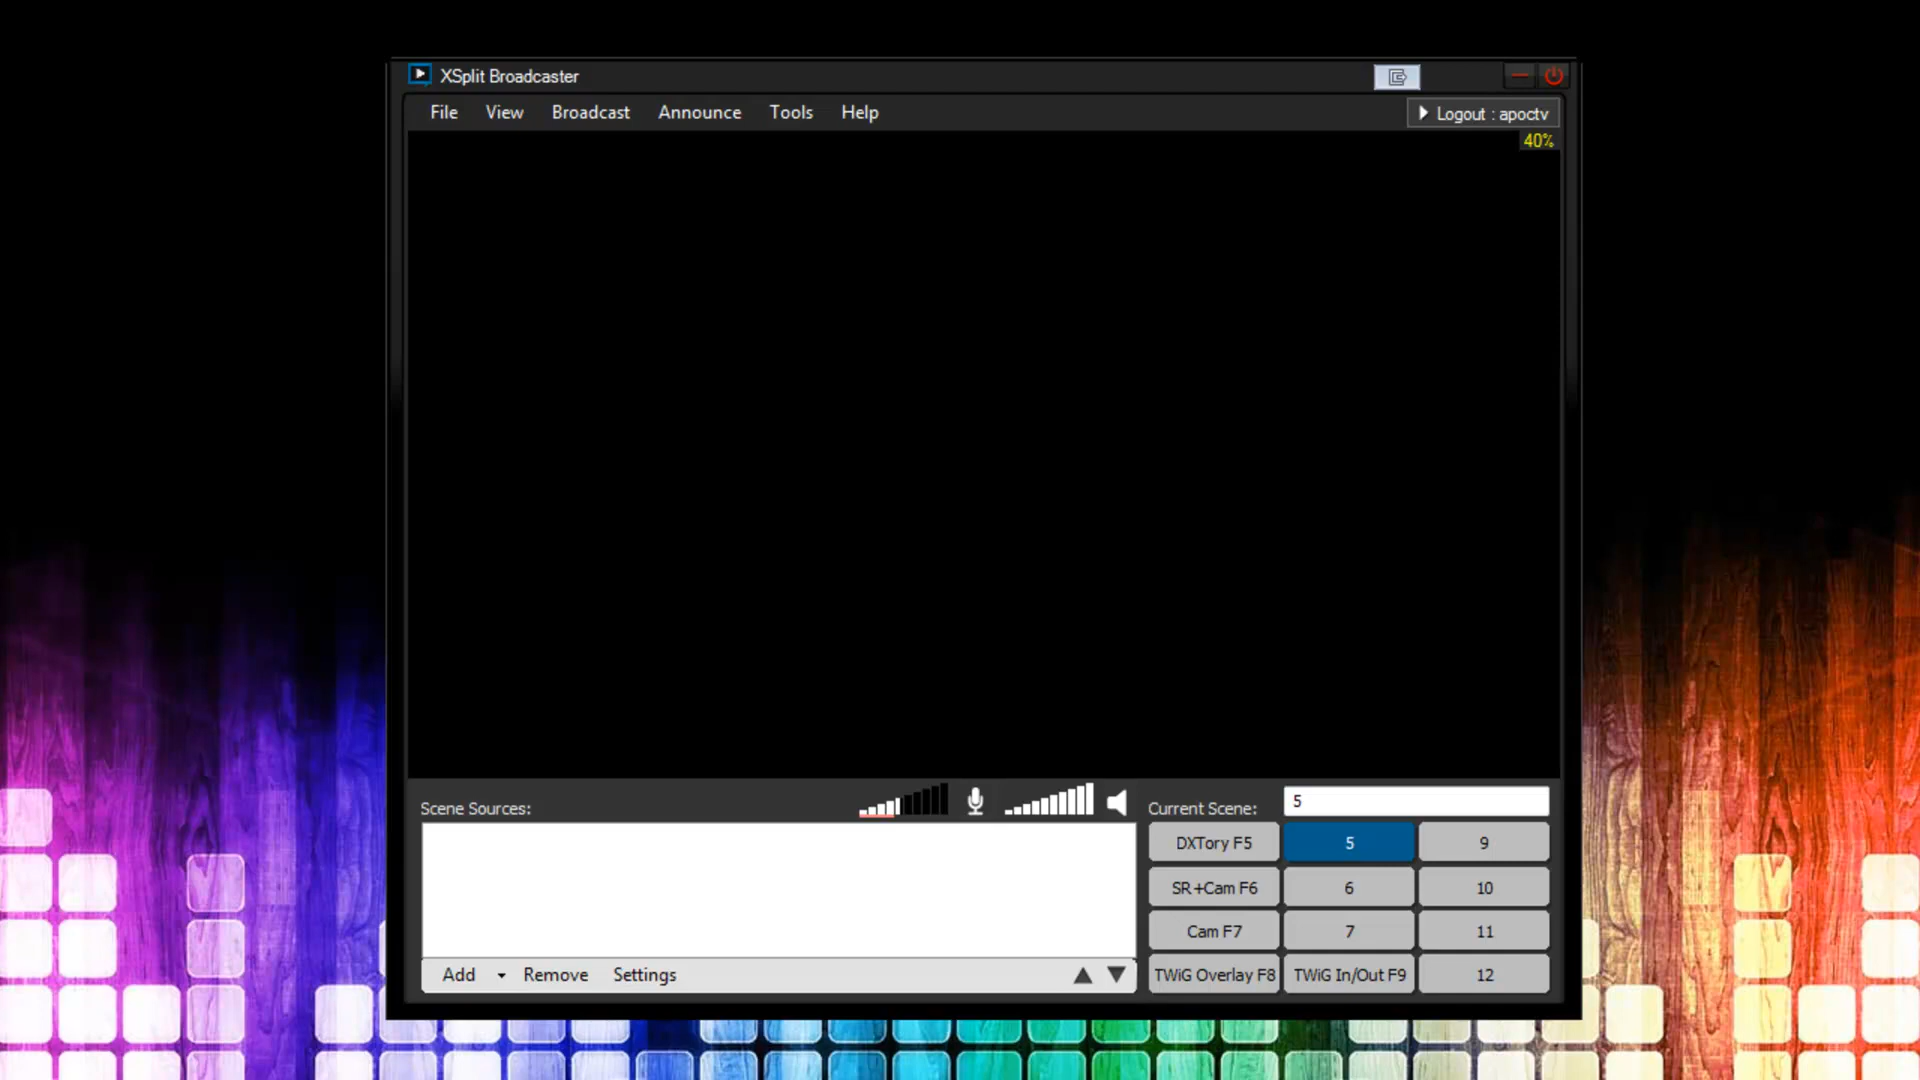 XSplit Broadcaster
File View Broadcast Announce Tools Help
Logout : apoctv
40%
Scene Sources:
Current Scene:
5
DXTory F5
5
9
SR+Cam F6
6
10
Cam F7
7
11
TWiG Overlay F8
TWiG In/Out F9
12
Add Remove Settings